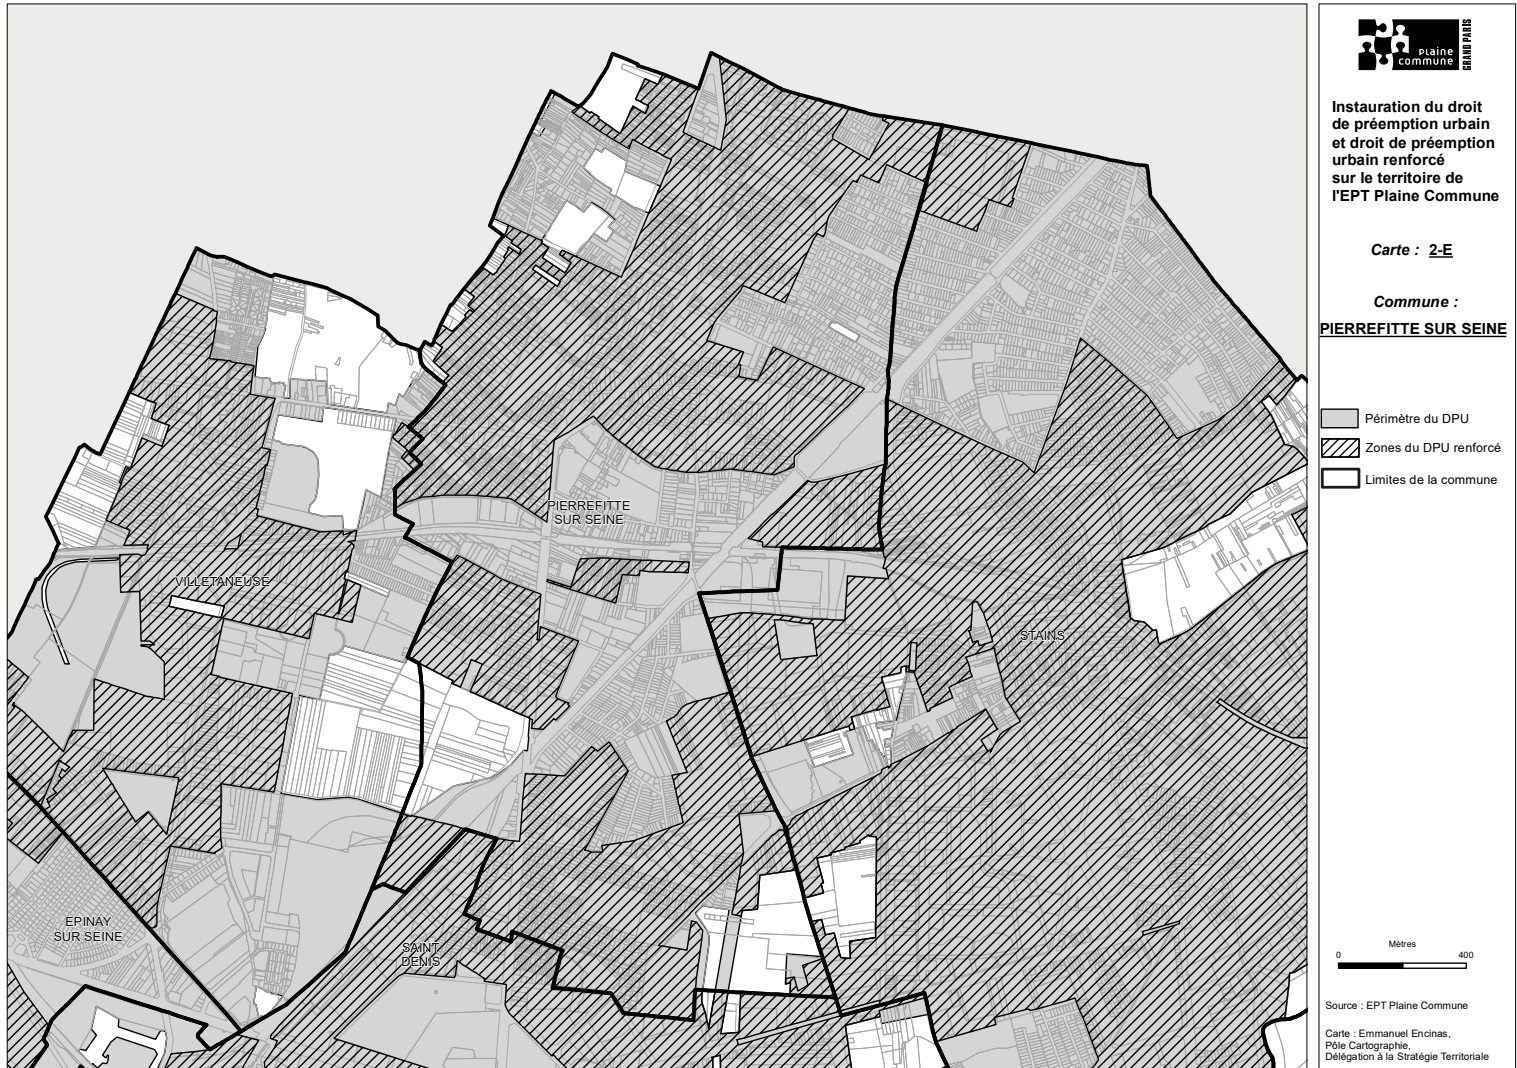 plaine
commune
GRAND PARIS
Instauration du droit
de préemption urbain
et droit de préemption
urbain renforcé
sur le territoire de
l'EPT Plaine Commune
Carte : 2-E
Commune :
PIERREFITTE SUR SEINE
Périmètre du DPU
Zones du DPU renforcé
Limites de la commune
PIERREFITTE
SUR SEINE
VILLETANEUSE
STAINS
EPINAY
SUR SEINE
SAINT
DENIS
Mètres
0 400
Source : EPT Plaine Commune
Carte : Emmanuel Encinas,
Pôle Cartographie,
Délégation à la Stratégie Territoriale